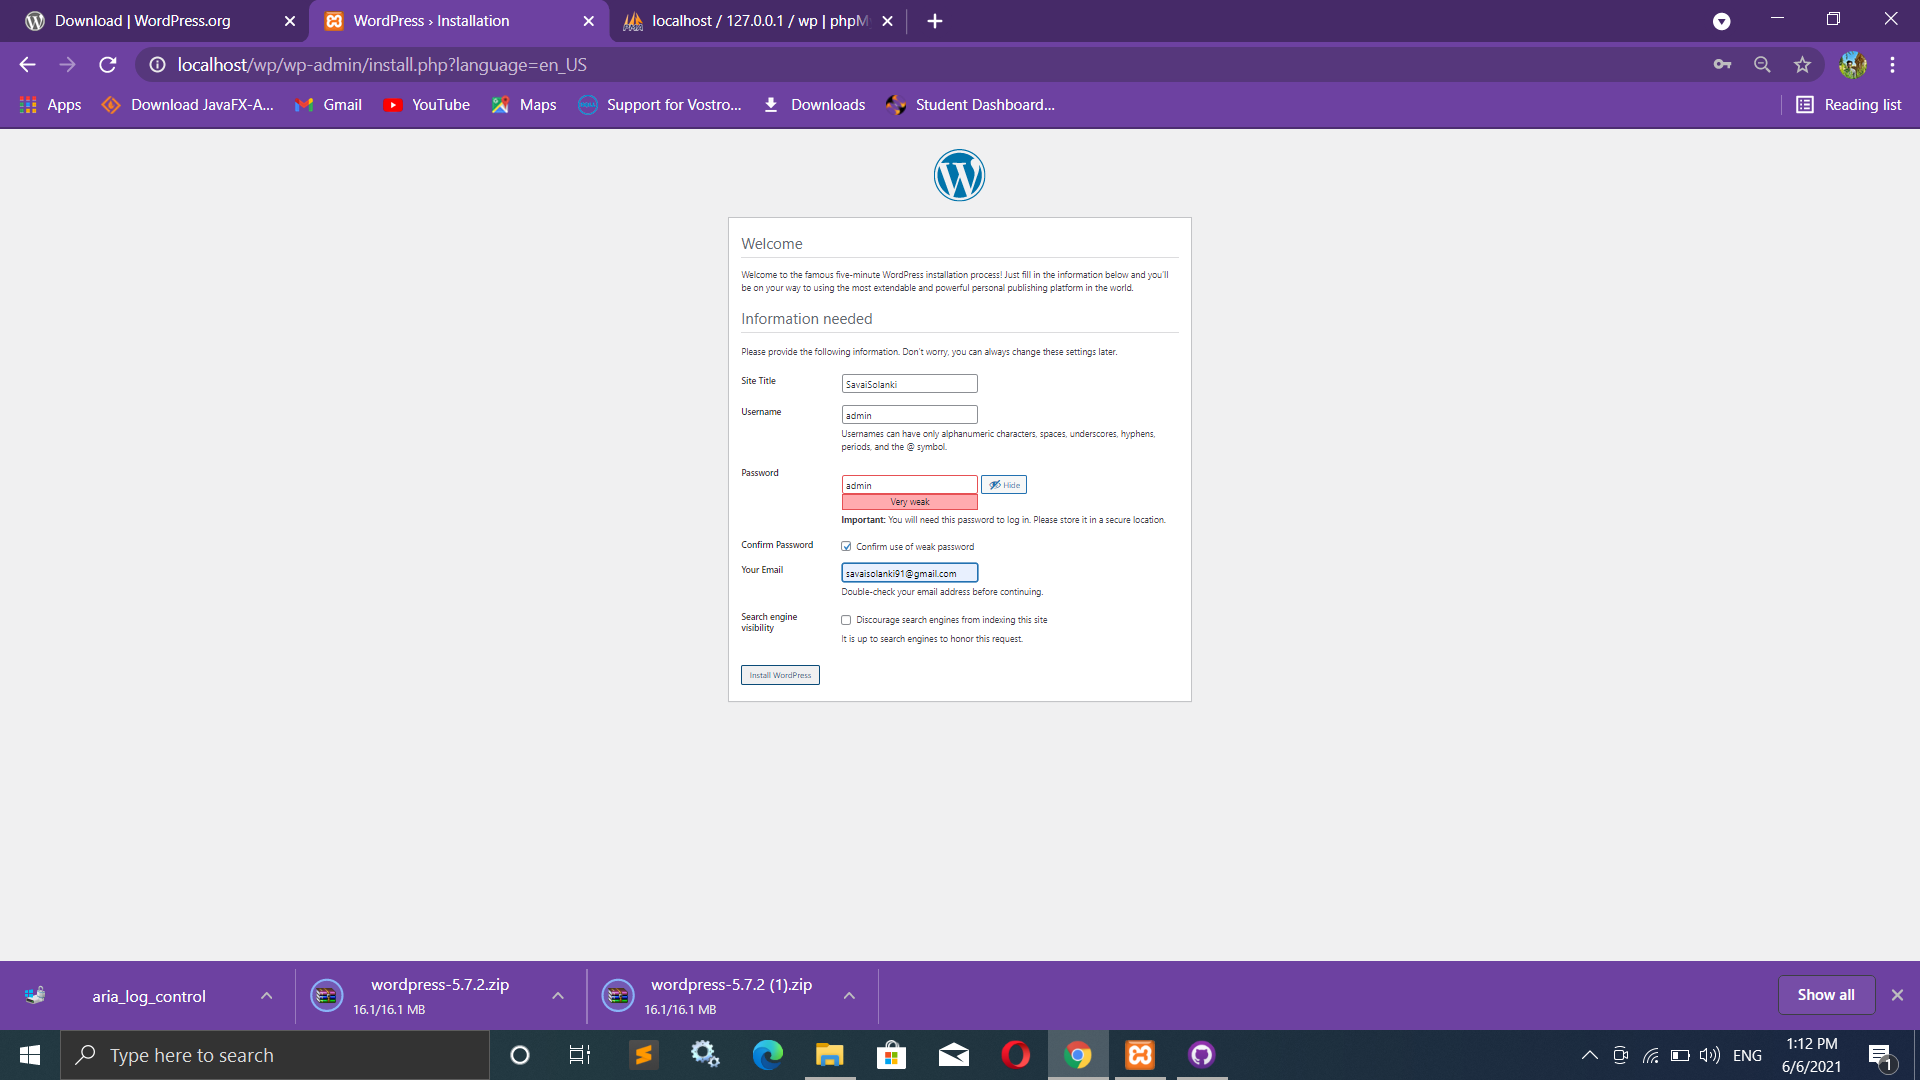 Download | WordPress.org
WordPress › Installation
localhost / 127.0.0.1 / wp | phpMy
localhost/wp/wp-admin/install.php?language=en_US
Apps
Download JavaFX-A...
Gmail
YouTube
Maps
Support for Vostro...
Downloads
Student Dashboard...
Reading list
Welcome
Welcome to the famous five-minute WordPress installation process! Just fill in the information below and you'll
be on your way to using the most extendable and powerful personal publishing platform in the world.
Information needed
Please provide the following information. Don't worry, you can always change these settings later.
Site Title
SavaiSolanki
Username
admin
Usernames can have only alphanumeric characters, spaces, underscores, hyphens,
periods, and the @ symbol.
Password
admin
Hide
Very weak
Important: You will need this password to log in. Please store it in a secure location.
Confirm Password
Confirm use of weak password
Your Email
savaisolanki91@gmail.com
Double-check your email address before continuing.
Search engine
visibility
Discourage search engines from indexing this site
It is up to search engines to honor this request.
Install WordPress
aria_log_control
wordpress-5.7.2.zip
16.1/16.1 MB
wordpress-5.7.2 (1).zip
16.1/16.1 MB
Show all
Type here to search
ENG
1:12 PM
6/6/2021
1